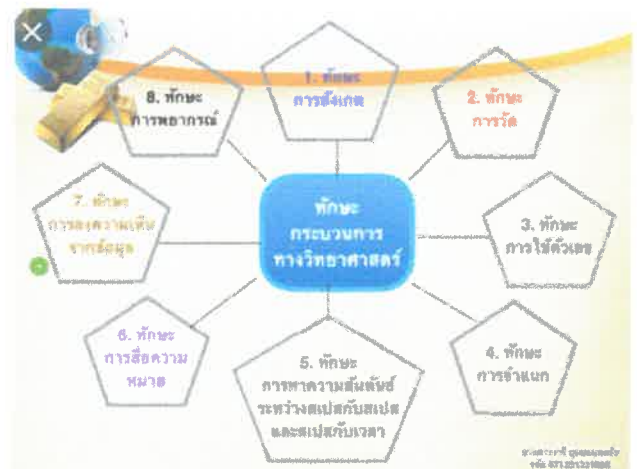 1. ทักษะ
การสังเกต
2. ทักษะ
การวัด
3. ทักษะ
การใช้ตัวเลข
4. ทักษะ
การจำแนก
5. ทักษะ
การหาความสัมพันธ์
ระหว่างสเปสกับสเปส
และสเปสกับเวลา
6. ทักษะ
การสื่อความ
หมาย
7. ทักษะ
การลงความเห็น
จากข้อมูล
8. ทักษะ
การพยากรณ์
ทักษะ
กระบวนการ
ทางวิทยาศาสตร์